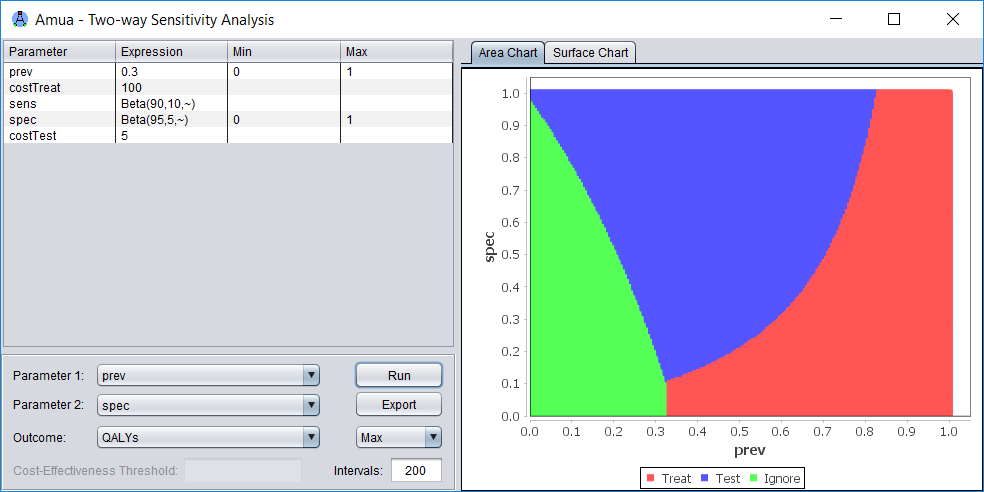 Amua - Two-way Sensitivity Analysis
Parameter Expression Min Max
prev 0.3 0 1
costTreat 100
sens Beta(90,10,~)
spec Beta(95,5,~) 0 1
costTest 5
Parameter 1: prev Run
Parameter 2: spec Export
Outcome: QALYs Max
Cost-Effectiveness Threshold: Intervals: 200
Area Chart Surface Chart
1.0
0.9
0.8
0.7
0.6
0.5
0.4
0.3
0.2
0.1
0.0
spec
0.0 0.1 0.2 0.3 0.4 0.5 0.6 0.7 0.8 0.9 1.0
prev
Treat Test Ignore